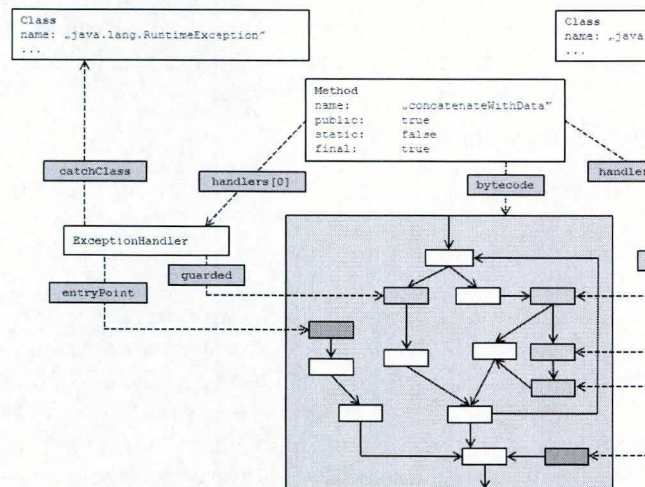 Class
name: „java.lang.RuntimeException"
...
Class
name: „java
...
Method
name: „concatenateWithData"
public: true
static: false
final: true
catchClass
handlers[0]
bytecode
handler
ExceptionHandler
guarded
entryPoint